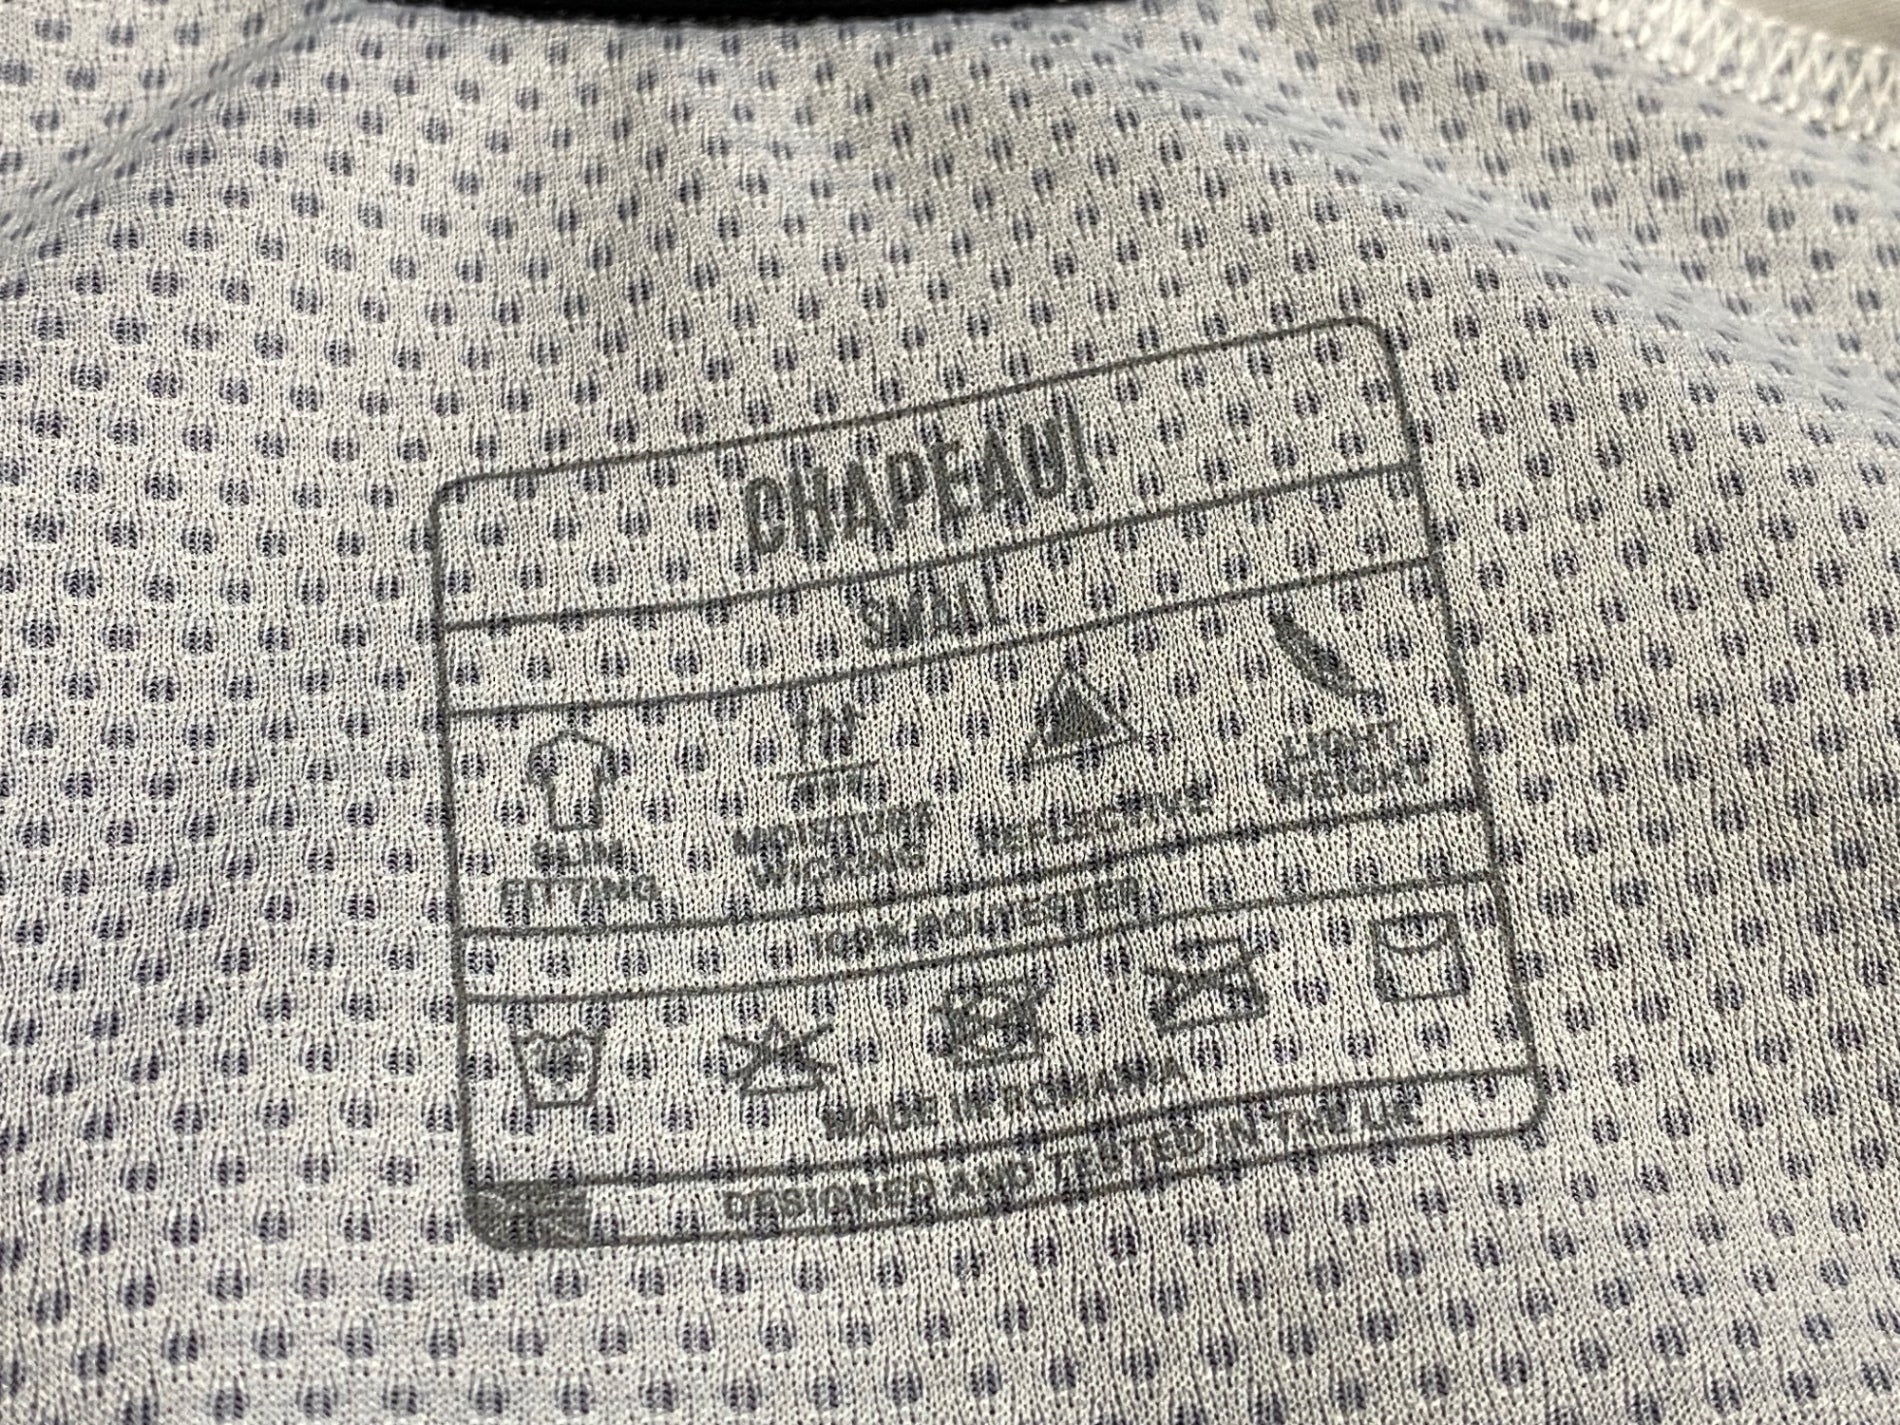 CHAPEAU!
SMALL
SLIM
FITTING
MOISTURE
WICKING
REFLECTIVE
LIGHT
WEIGHT
100% POLYESTER
MADE IN ROMANIA
DESIGNED AND TESTED IN THE UK